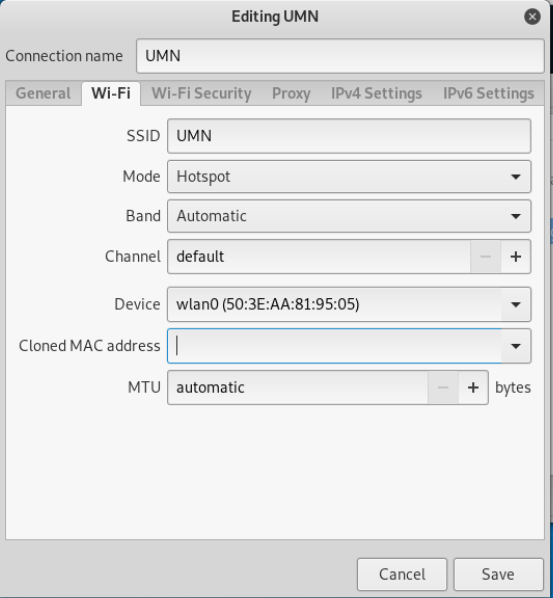 Editing UMN
Connection name UMN
General Wi-Fi Wi-Fi Security Proxy IPv4 Settings IPv6 Settings
SSID UMN
Mode Hotspot
Band Automatic
Channel default − +
Device wlan0 (50:3E:AA:81:95:05)
Cloned MAC address
MTU automatic − + bytes
Cancel Save